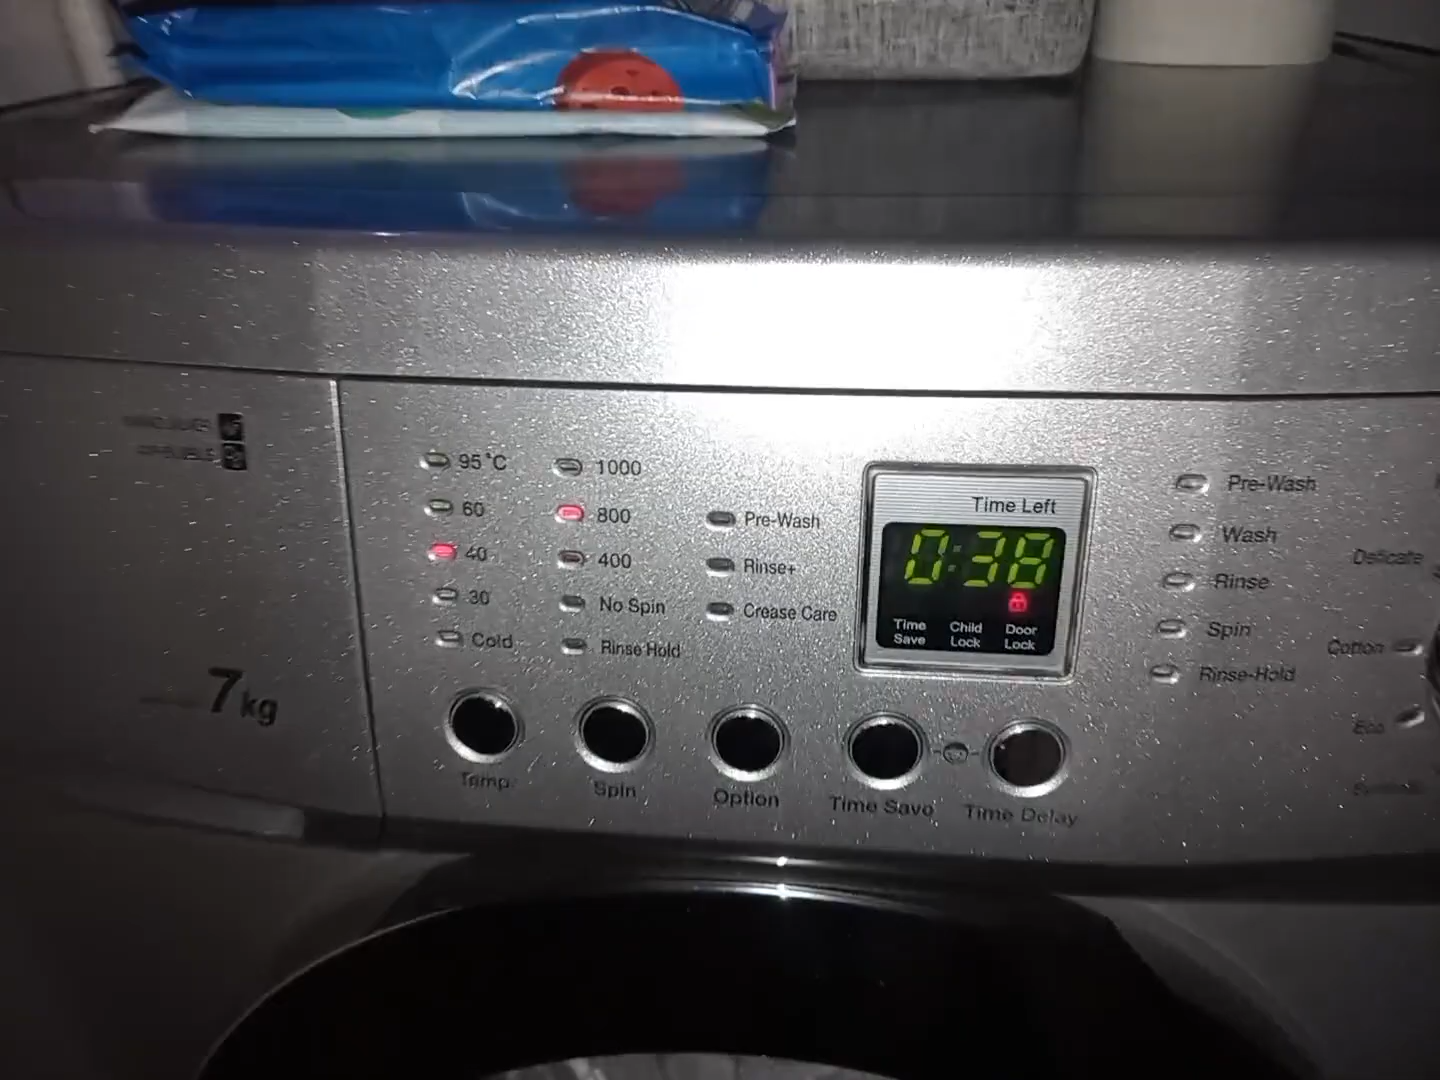 95°C
60
40
30
Cold
Temp.
1000
800
400
No Spin
Rinse Hold
Spin
Pre-Wash
Rinse+
Crease Care
Option
Time Left
0:38
Time Save
Child Lock
Door Lock
Time Save
Time Delay
Pre-Wash
Wash
Rinse
Spin
Rinse-Hold
Delicate
Cotton
Eco
7kg